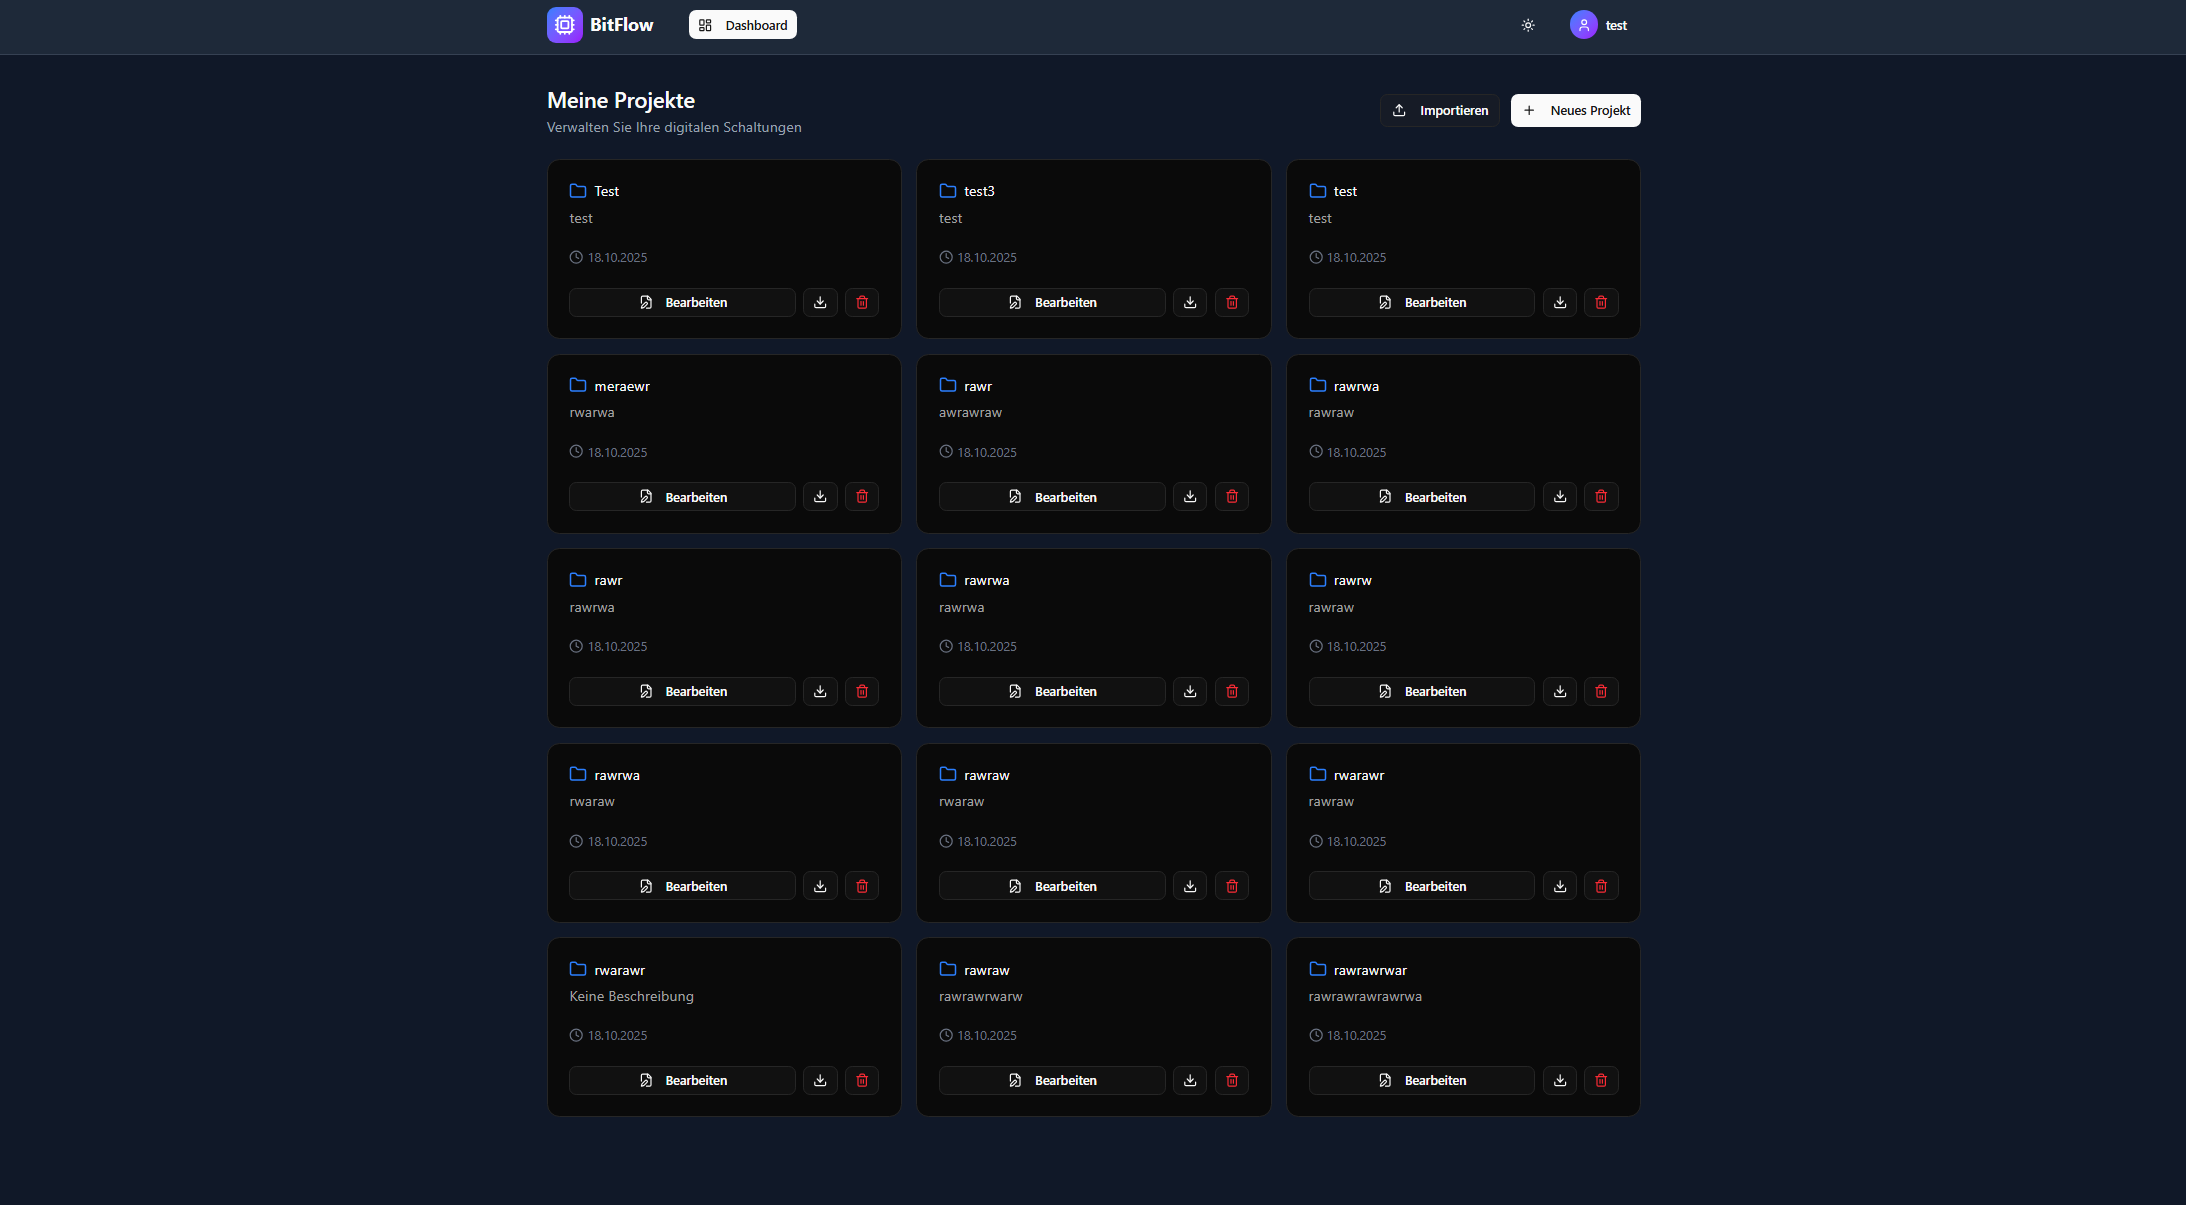 BitFlow Dashboard test
Meine Projekte
Verwalten Sie Ihre digitalen Schaltungen
Importieren Neues Projekt
Test
test
18.10.2025
Bearbeiten
test3
test
18.10.2025
Bearbeiten
test
test
18.10.2025
Bearbeiten
meraewr
rwarwa
18.10.2025
Bearbeiten
rawr
awrawraw
18.10.2025
Bearbeiten
rawrwa
rawraw
18.10.2025
Bearbeiten
rawr
rawrwa
18.10.2025
Bearbeiten
rawrwa
rawrwa
18.10.2025
Bearbeiten
rawrw
rawraw
18.10.2025
Bearbeiten
rawrwa
rwaraw
18.10.2025
Bearbeiten
rawraw
rwaraw
18.10.2025
Bearbeiten
rwarawr
rawraw
18.10.2025
Bearbeiten
rwarawr
Keine Beschreibung
18.10.2025
Bearbeiten
rawraw
rawrawrwarw
18.10.2025
Bearbeiten
rawrawrwar
rawrawrawrawrwa
18.10.2025
Bearbeiten